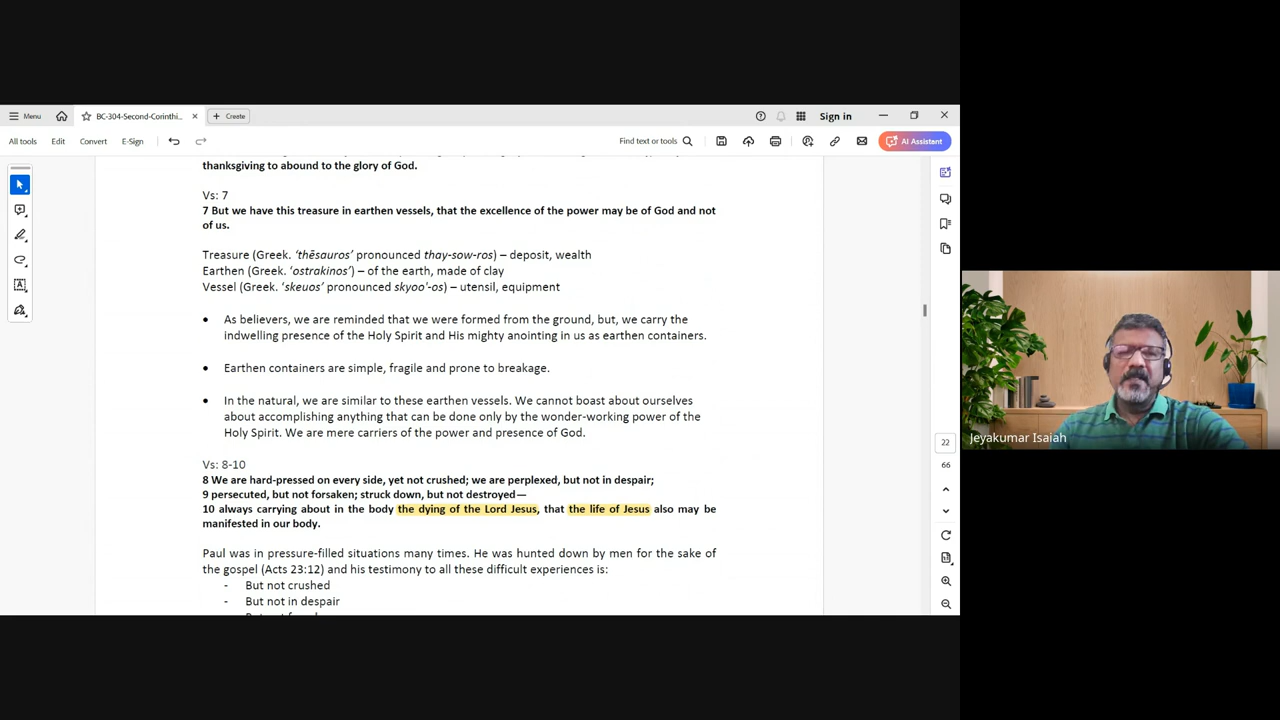 Menu
BC-304-Second-Corinthi...
Create
Sign in
All tools
Edit
Convert
E-Sign
Find text or tools
AI Assistant
thanksgiving to abound to the glory of God.
Vs: 7
7 But we have this treasure in earthen vessels, that the excellence of the power may be of God and not
of us.
Treasure (Greek. 'thēsauros' pronounced thay-sow-ros) – deposit, wealth
Earthen (Greek. 'ostrakinos') – of the earth, made of clay
Vessel (Greek. 'skeuos' pronounced skyoo'-os) – utensil, equipment
• As believers, we are reminded that we were formed from the ground, but, we carry the
indwelling presence of the Holy Spirit and His mighty anointing in us as earthen containers.
• Earthen containers are simple, fragile and prone to breakage.
• In the natural, we are similar to these earthen vessels. We cannot boast about ourselves
about accomplishing anything that can be done only by the wonder-working power of the
Holy Spirit. We are mere carriers of the power and presence of God.
Vs: 8-10
8 We are hard-pressed on every side, yet not crushed; we are perplexed, but not in despair;
9 persecuted, but not forsaken; struck down, but not destroyed—
10 always carrying about in the body the dying of the Lord Jesus, that the life of Jesus also may be
manifested in our body.
Paul was in pressure-filled situations many times. He was hunted down by men for the sake of
the gospel (Acts 23:12) and his testimony to all these difficult experiences is:
- But not crushed
- But not in despair
22
66
Jeyakumar Isaiah